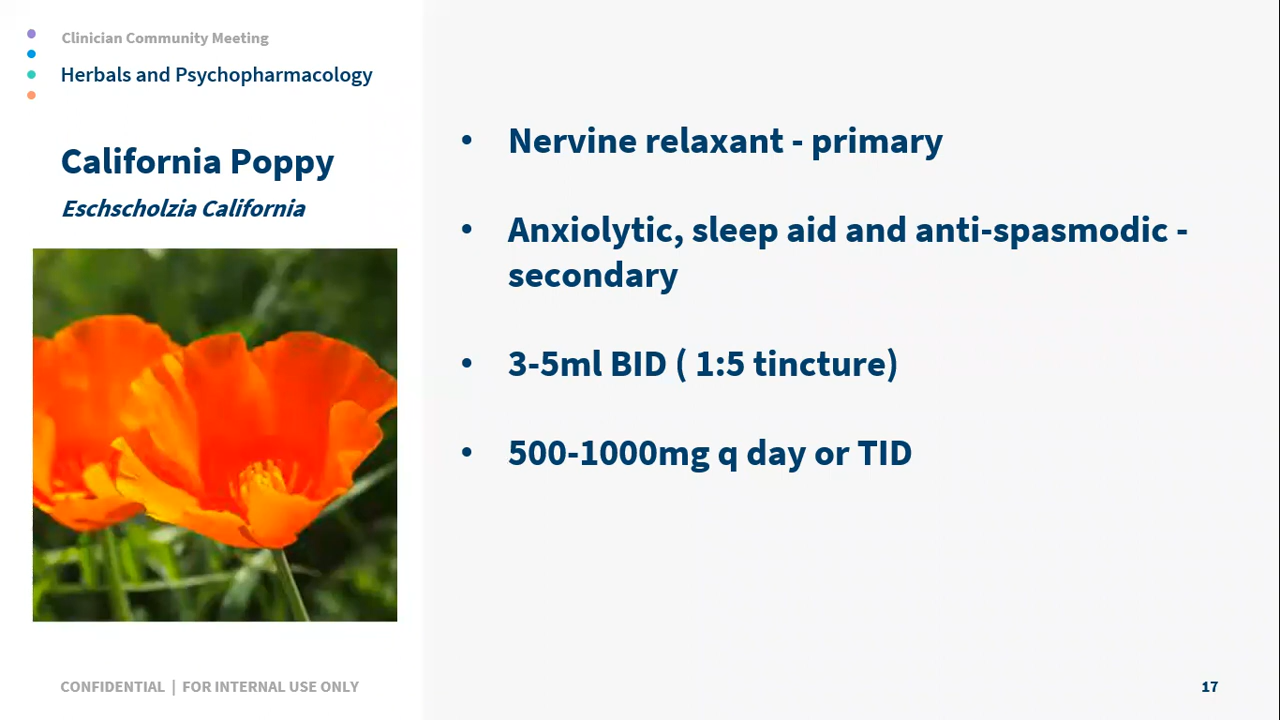 Clinician Community Meeting
Herbals and Psychopharmacology
California Poppy
Eschscholzia California
• Nervine relaxant - primary
• Anxiolytic, sleep aid and anti-spasmodic -
secondary
• 3-5ml BID ( 1:5 tincture)
• 500-1000mg q day or TID
CONFIDENTIAL | FOR INTERNAL USE ONLY
17